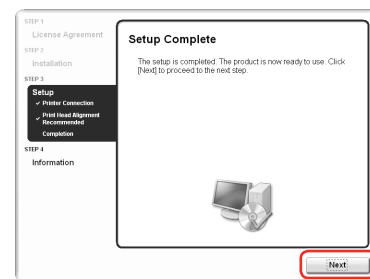 STEP 1
License Agreement
STEP 2
Installation
STEP 3
Setup
Printer Connection
Print Head Alignment
Recommended
Completion
STEP 4
Information
Setup Complete
The setup is completed. The product is now ready to use. Click
[Next] to proceed to the next step.
Next